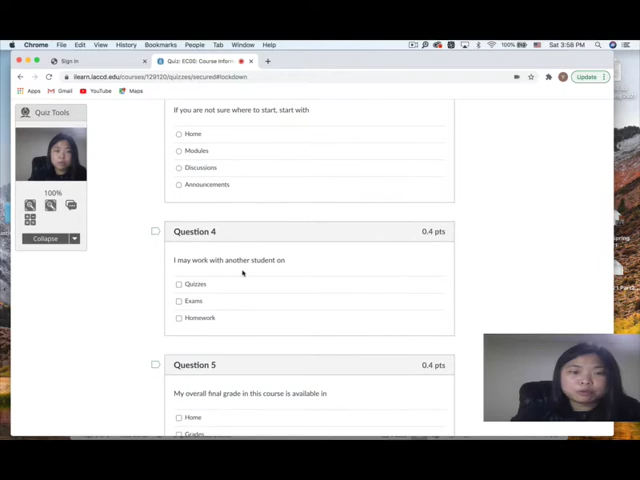 Chrome File Edit View History Bookmarks People Tab Window Help
100% Sat 3:58 PM
Sign In
Quiz: EC00: Course Inform
ilearn.laccd.edu/courses/129120/quizzes/secured#lockdown
Update
Apps Gmail YouTube Maps
Quiz Tools
100%
Collapse
If you are not sure where to start, start with
Home
Modules
Discussions
Announcements
Question 4 0.4 pts
I may work with another student on
Quizzes
Exams
Homework
Question 5 0.4 pts
My overall final grade in this course is available in
Home
Grades